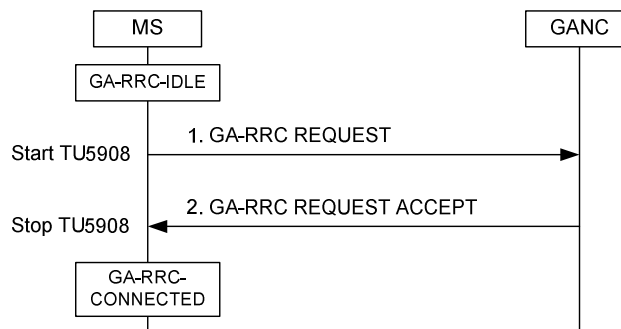 MS
GANC
GA-RRC-IDLE
1. GA-RRC REQUEST
Start TU5908
2. GA-RRC REQUEST ACCEPT
Stop TU5908
GA-RRC-
CONNECTED